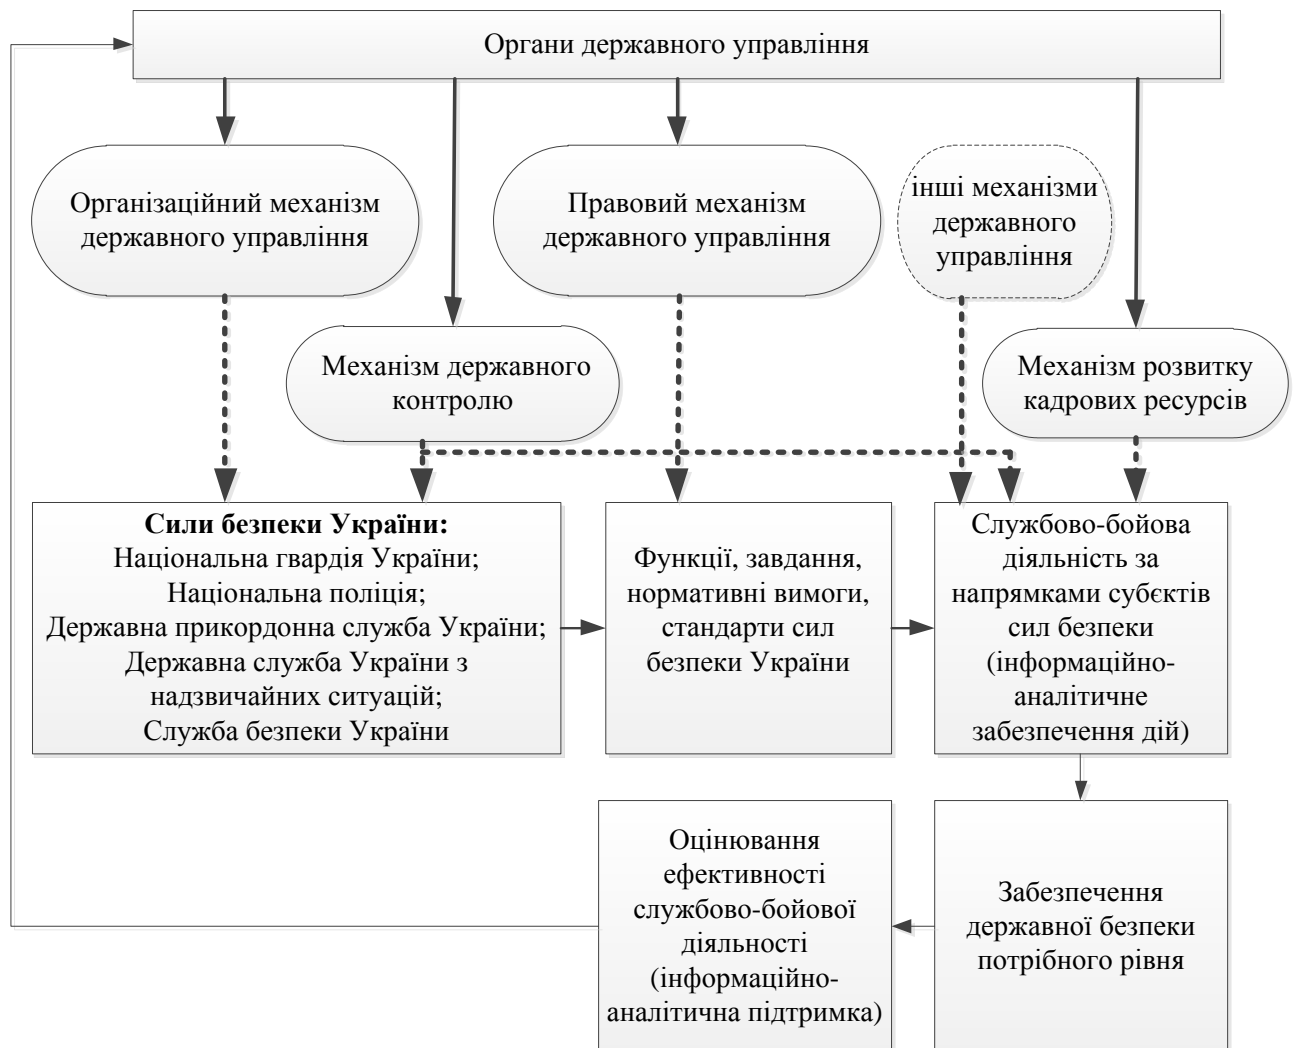 Органи державного управління
Організаційний механізм
державного управління
Правовий механізм
державного управління
інші механізми
державного
управління
Механізм державного
контролю
Механізм розвитку
кадрових ресурсів
Сили безпеки України:
Національна гвардія України;
Національна поліція;
Державна прикордонна служба України;
Державна служба України з
надзвичайних ситуацій;
Служба безпеки України
Функції, завдання,
нормативні вимоги,
стандарти сил
безпеки України
Службово-бойова
діяльність за
напрямками субєктів
сил безпеки
(інформаційно-
аналітичне
забезпечення дій)
Оцінювання
ефективності
службово-бойової
діяльності
(інформаційно-
аналітична підтримка)
Забезпечення
державної безпеки
потрібного рівня